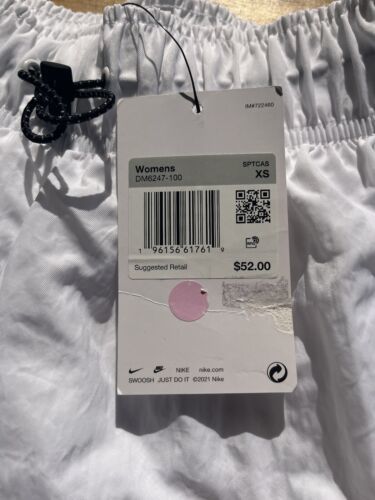 IM#722460
Womens SPTCAS
DM6247-100 XS
1 96156 61761 9
Suggested Retail $52.00
NIKE nike.com
SWOOSH JUST DO IT ©2021 Nike